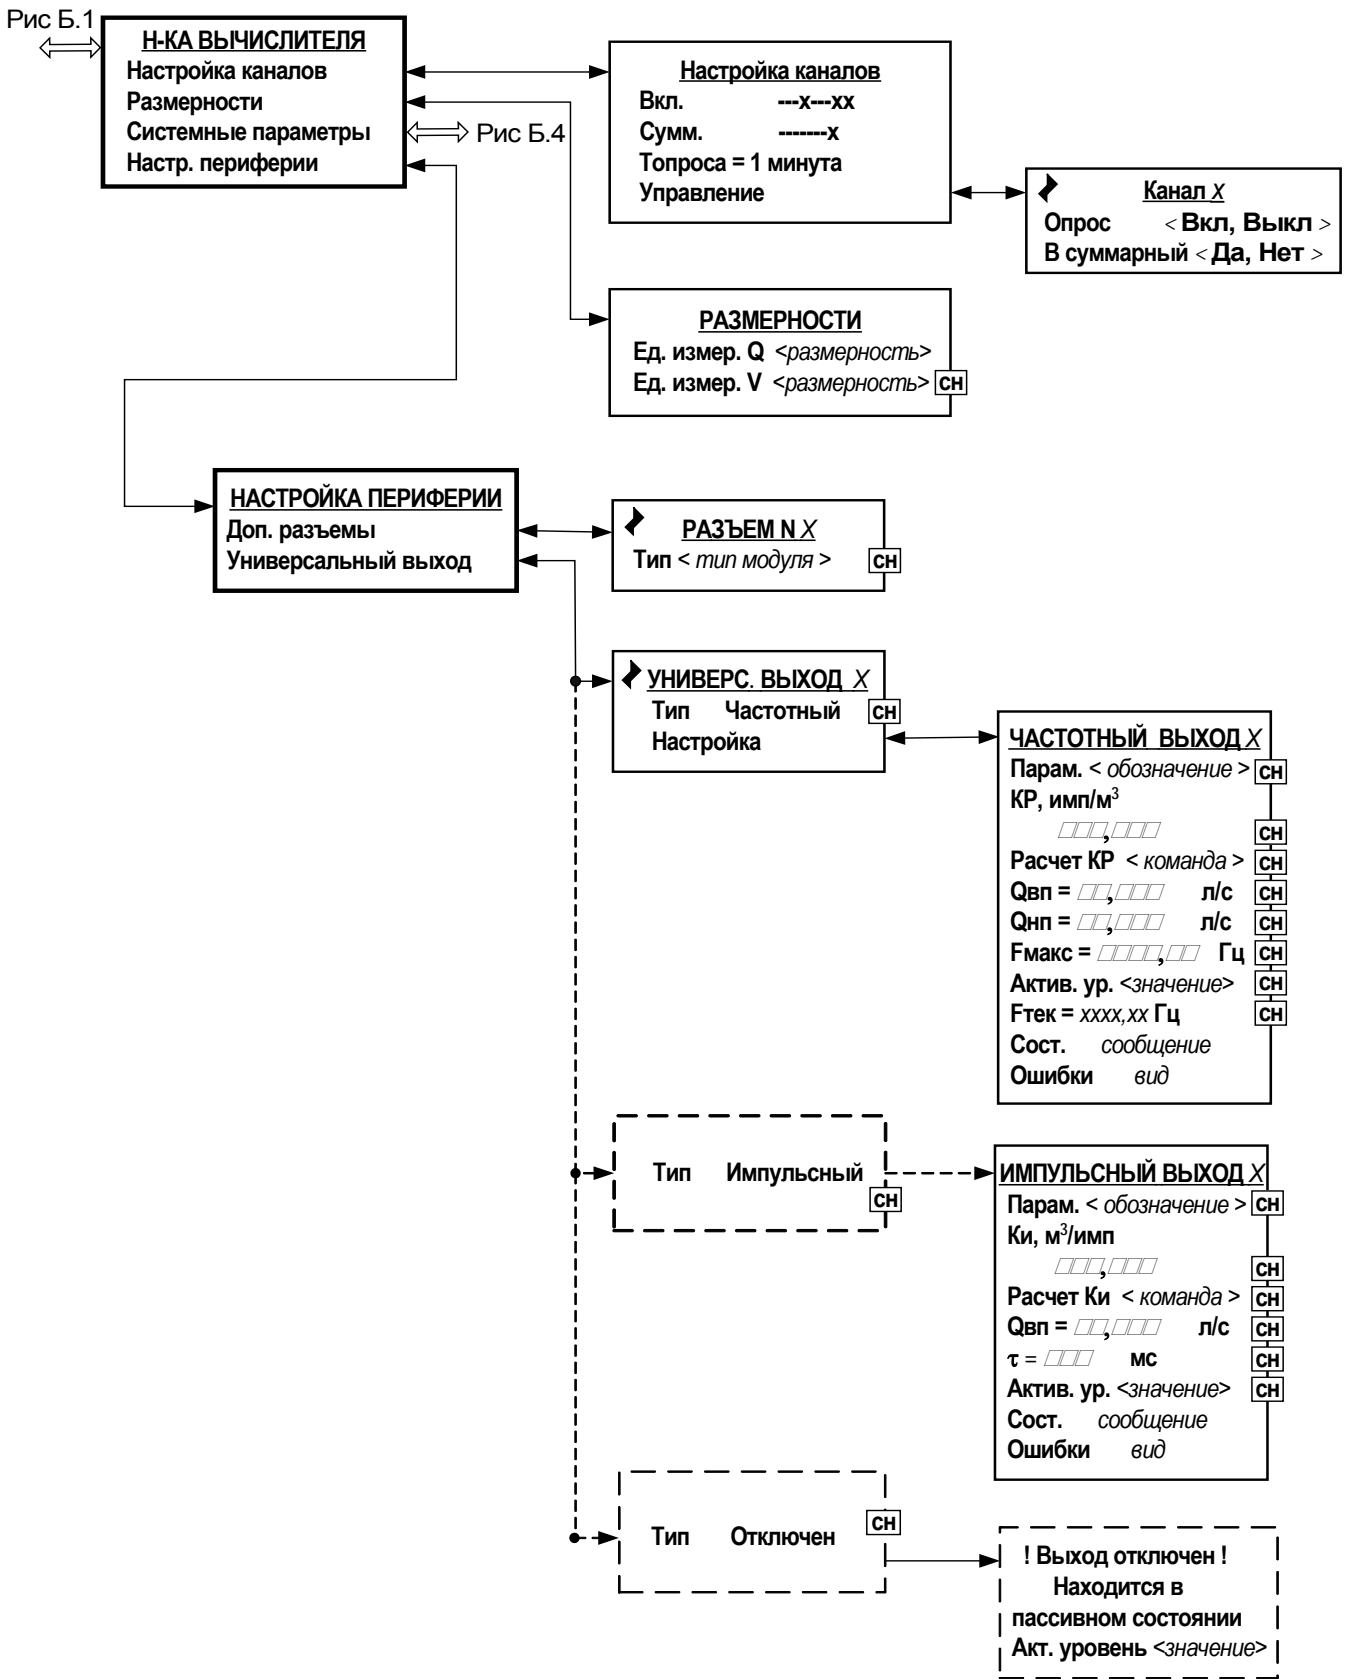 Рис Б.1
Н-КА ВЫЧИСЛИТЕЛЯ
Настройка каналов
Размерности
Системные параметры
Настр. периферии
Рис Б.4
Настройка каналов
Вкл. ---х---хх
Сумм. -------х
Топроса = 1 минута
Управление
Канал X
Опрос < Вкл, Выкл >
В суммарный < Да, Нет >
РАЗМЕРНОСТИ
Ед. измер. Q <размерность>
Ед. измер. V <размерность> СН
НАСТРОЙКА ПЕРИФЕРИИ
Доп. разъемы
Универсальный выход
РАЗЪЕМ N X
Тип < тип модуля > СН
УНИВЕРС. ВЫХОД X
Тип Частотный СН
Настройка
ЧАСТОТНЫЙ ВЫХОД X
Парам. < обозначение > СН
КР, имп/м³
□□□,□□□ СН
Расчет КР < команда > СН
Qвп = □□,□□□ л/с СН
Qнп = □□,□□□ л/с СН
Fмакс = □□□□,□□ Гц СН
Актив. ур. <значение> СН
Fтек = xxxx,xx Гц СН
Сост. сообщение
Ошибки вид
Тип Импульсный
СН
ИМПУЛЬСНЫЙ ВЫХОД X
Парам. < обозначение > СН
Ки, м³/имп
□□□,□□□ СН
Расчет Ки < команда > СН
Qвп = □□,□□□ л/с СН
τ = □□□ мс СН
Актив. ур. <значение> СН
Сост. сообщение
Ошибки вид
СН
Тип Отключен
! Выход отключен !
Находится в
пассивном состоянии
Акт. уровень <значение>